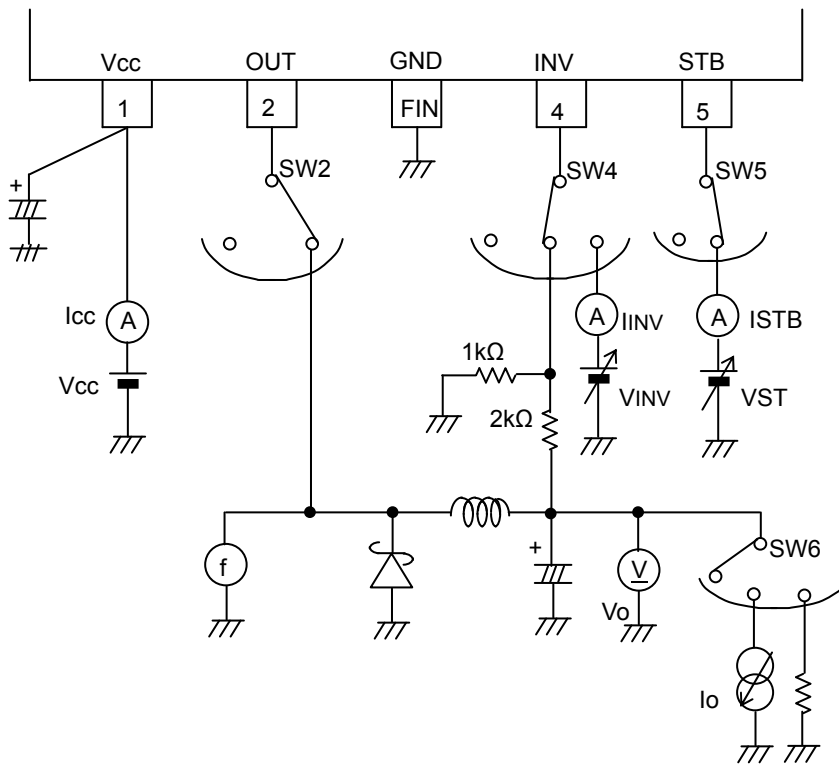 Vcc OUT GND INV STB
1 2 FIN 4 5
SW2 SW4 SW5
+
Icc A A IINV A ISTB
1kΩ
Vcc VINV VST
2kΩ
+ SW6
f V
Vo
Io